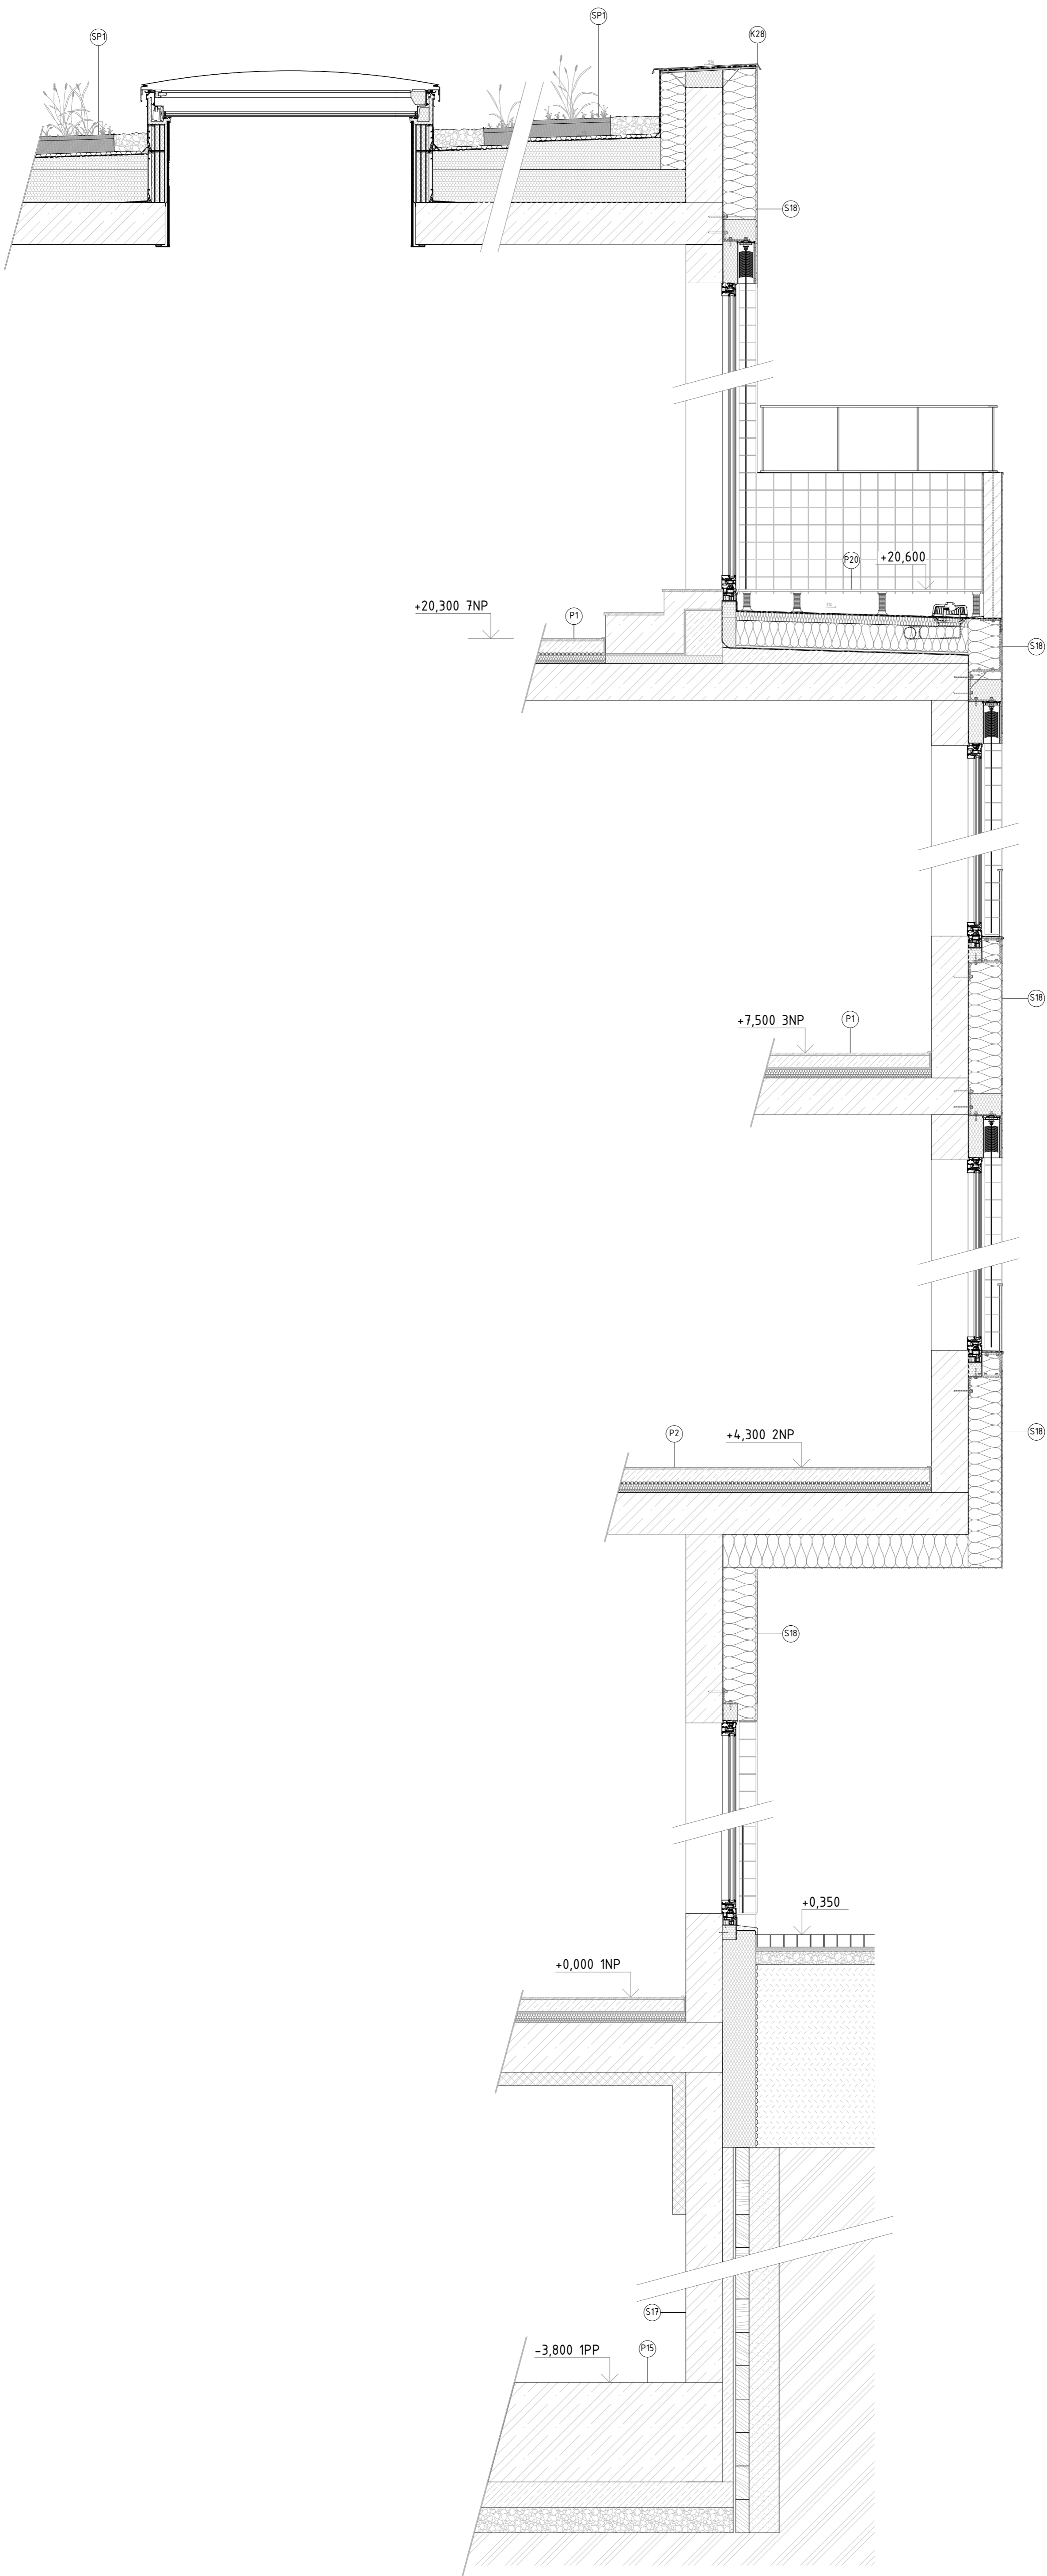 SP1
SP1
K28
S18
P20
+20,600
+20,300 7NP
P1
S18
S18
+7,500 3NP
P1
P2
+4,300 2NP
S18
S18
+0,350
+0,000 1NP
S17
-3,800 1PP
P15